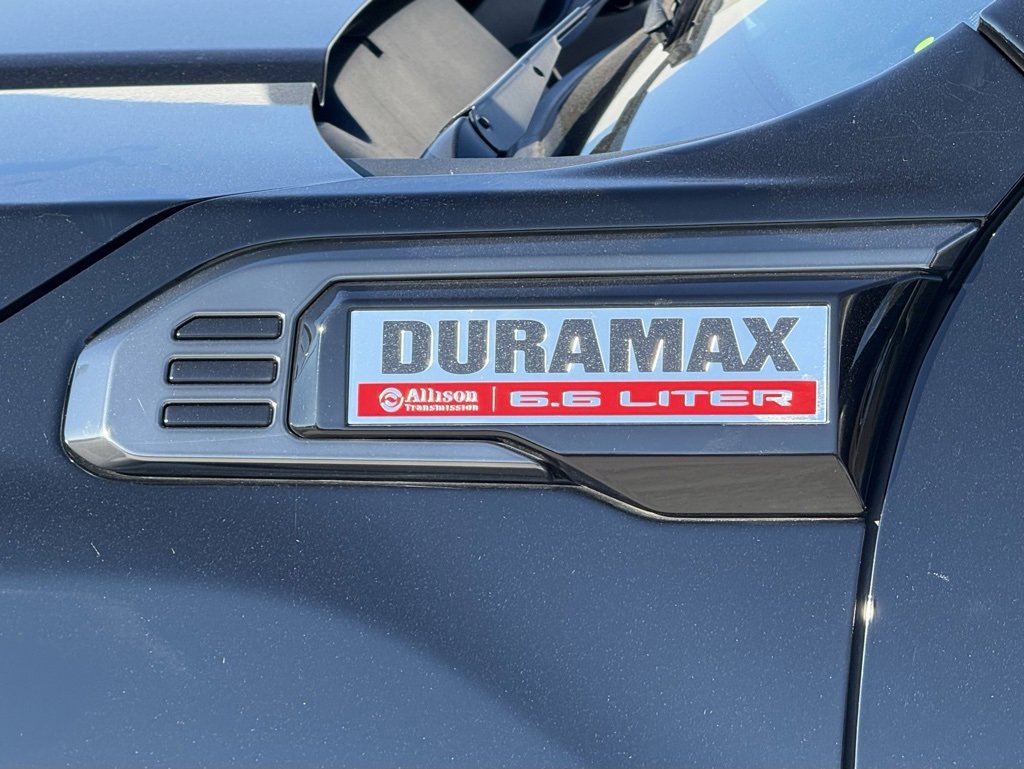 DURAMAX
Allison
Transmission
6.6 LITER